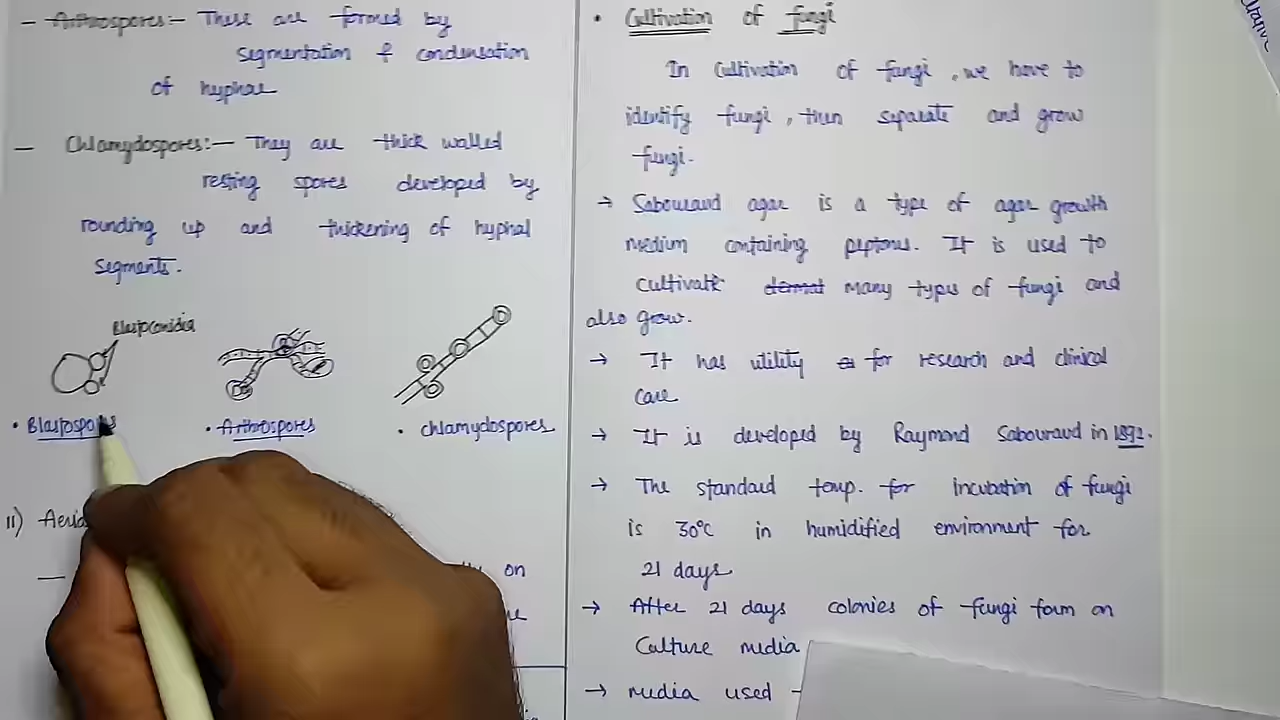 – Arthrospores:– These are formed by
segmentation & condensation
of hyphae
– Chlamydospores:– They are thick walled
resting spores developed by
rounding up and thickening of hyphal
segments.
Blastoconidia
• Blastospores
• Arthrospores
• chlamydospores
II)
on
• Cultivation of fungi
In cultivation of fungi, we have to
identify fungi, then separate and grow
fungi.
→ Sabouraud agar is a type of agar growth
medium containing peptones. It is used to
cultivate many types of fungi and
also grow.
→ It has utility for research and clinical
care
→ It is developed by Raymond Sabouraud in 1892.
→ The standard temp. for incubation of fungi
is 30°C in humidified environment for
21 days
→ After 21 days colonies of fungi form on
Culture media
→ media used –